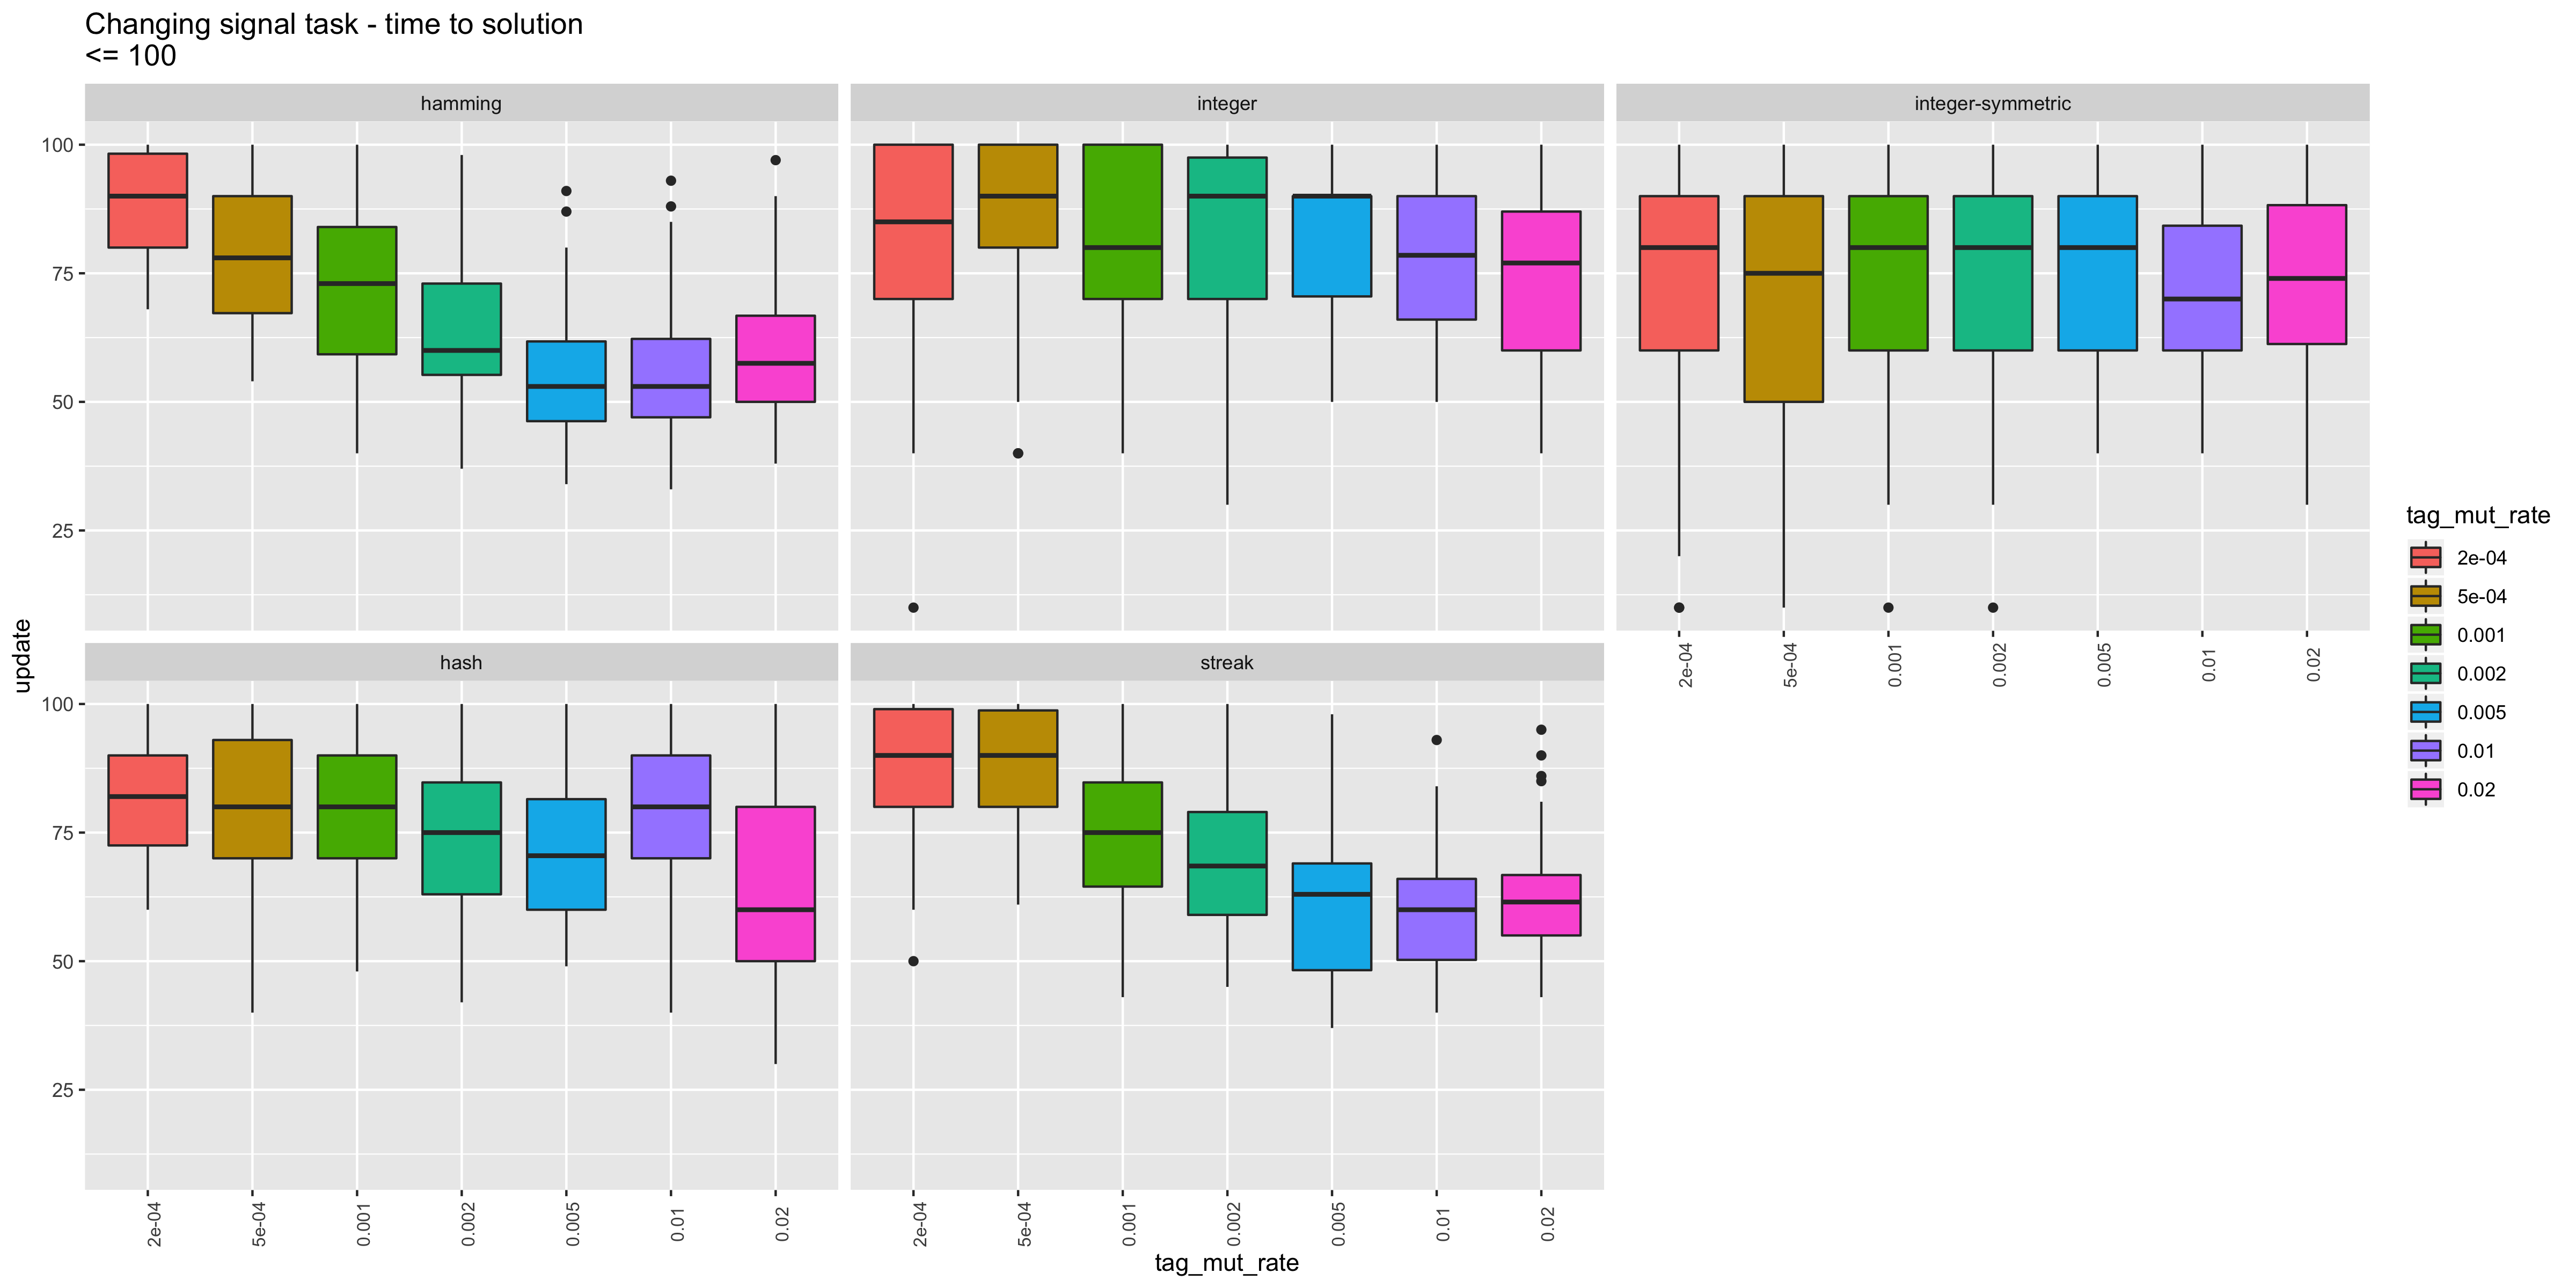 Changing signal task - time to solution
<= 100
hamming
integer
integer-symmetric
100
75
50
25
2e-04
5e-04
0.001
0.002
0.005
0.01
0.02
update
hash
streak
100
75
50
25
2e-04
5e-04
0.001
0.002
0.005
0.01
0.02
2e-04
5e-04
0.001
0.002
0.005
0.01
0.02
tag_mut_rate
tag_mut_rate
2e-04
5e-04
0.001
0.002
0.005
0.01
0.02